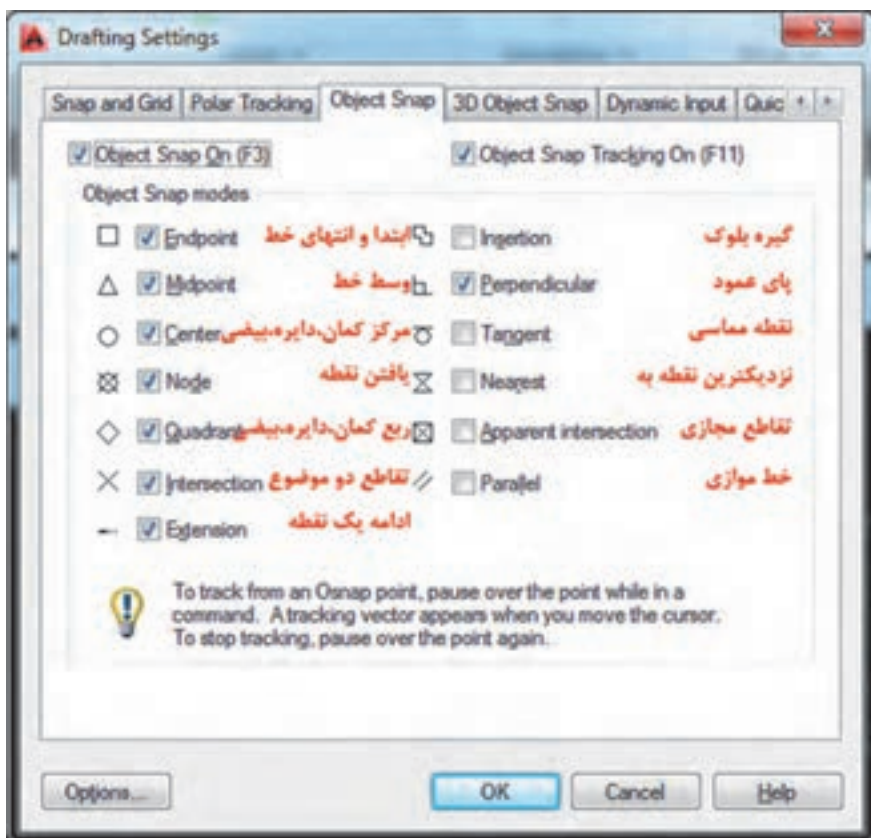 Drafting Settings
Snap and Grid Polar Tracking Object Snap 3D Object Snap Dynamic Input Quic
Object Snap On (F3) Object Snap Tracking On (F11)
Object Snap modes
Endpoint ابتدا و انتهای خط Insertion گیره بلوک
Midpoint وسط خط Perpendicular پای عمود
Center مرکز کمان،دایره،بیضی Tangent نقطه مماسی
Node یافتن نقطه Nearest نزدیکترین نقطه به
Quadrant ربع کمان،دایره،بیضی Apparent intersection تقاطع مجازی
Intersection تقاطع دو موضوع Parallel خط موازی
Extension ادامه یک نقطه
To track from an Osnap point, pause over the point while in a
command. A tracking vector appears when you move the cursor.
To stop tracking, pause over the point again.
Options... OK Cancel Help